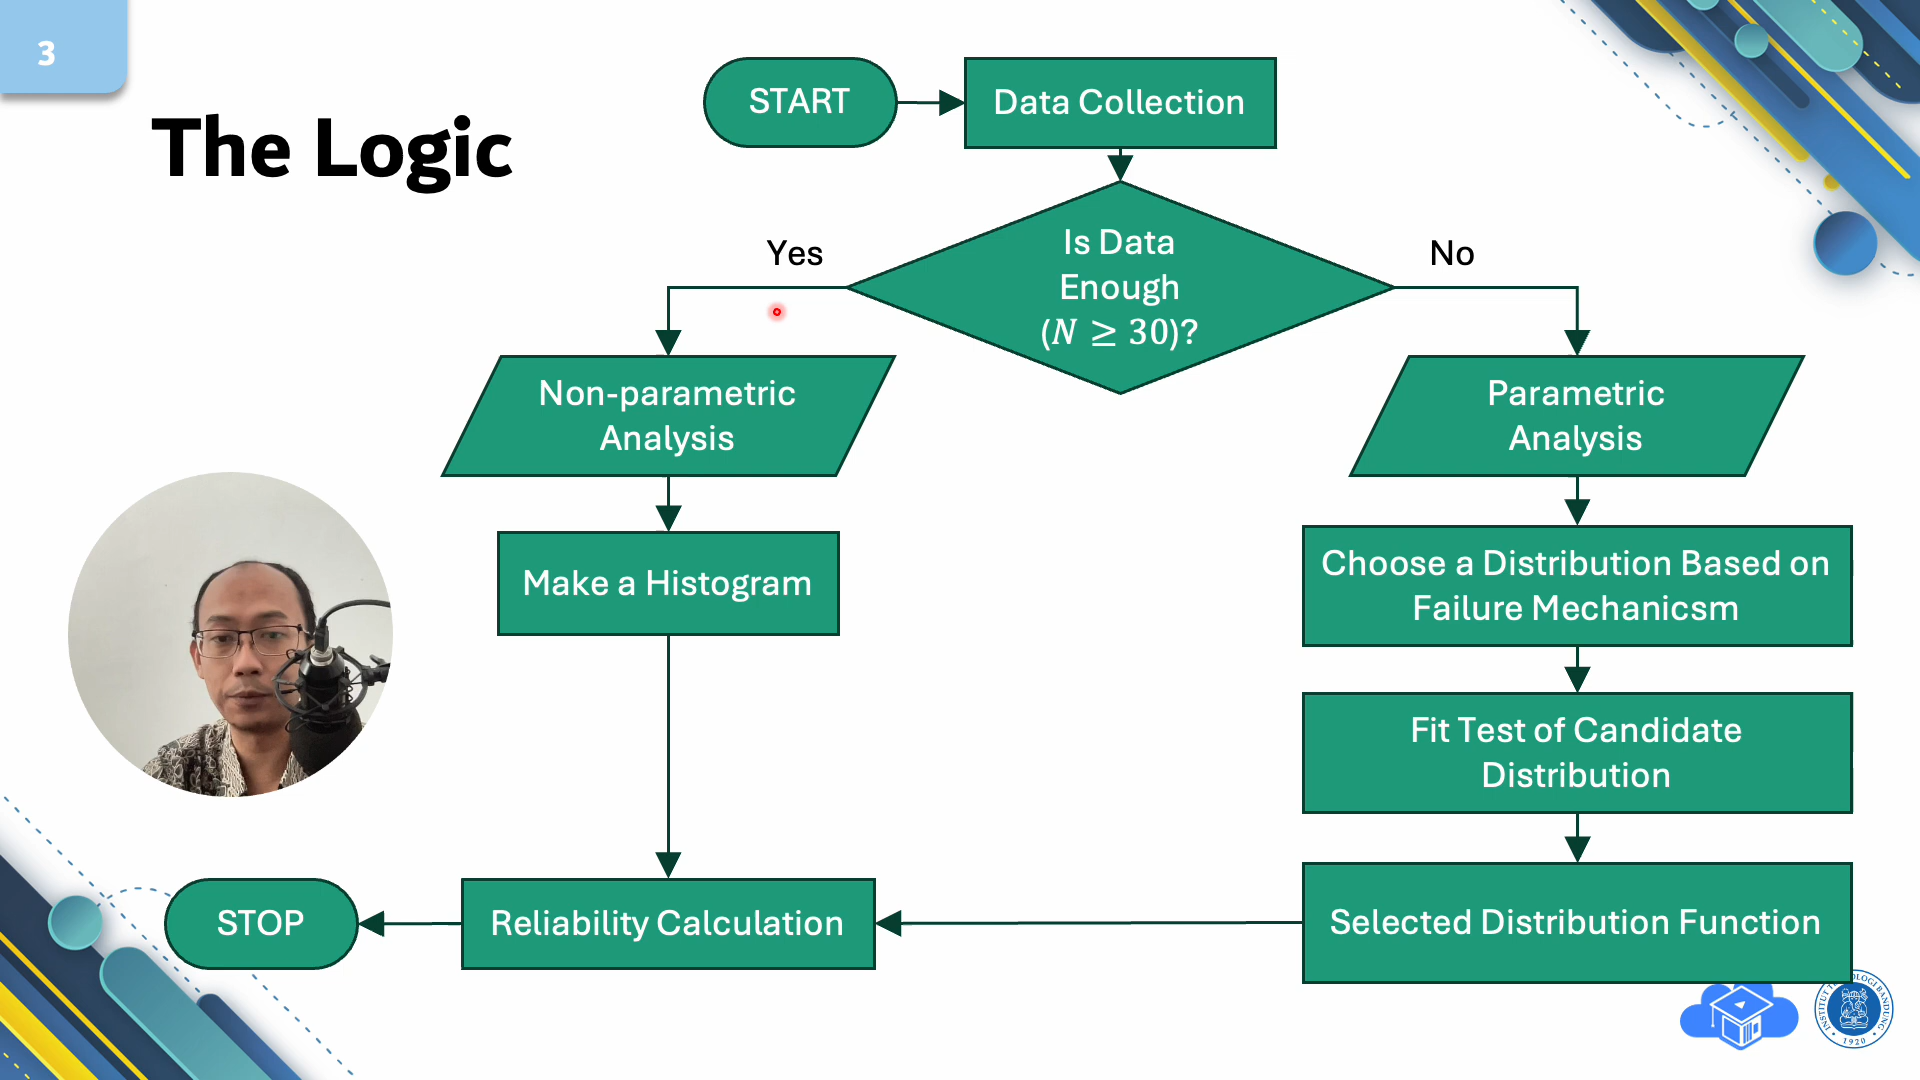 3
The Logic
START
Data Collection
Is Data
Enough
(N ≥ 30)?
Yes
No
Non-parametric
Analysis
Parametric
Analysis
Make a Histogram
Choose a Distribution Based on
Failure Mechanicsm
Fit Test of Candidate
Distribution
STOP
Reliability Calculation
Selected Distribution Function
1920